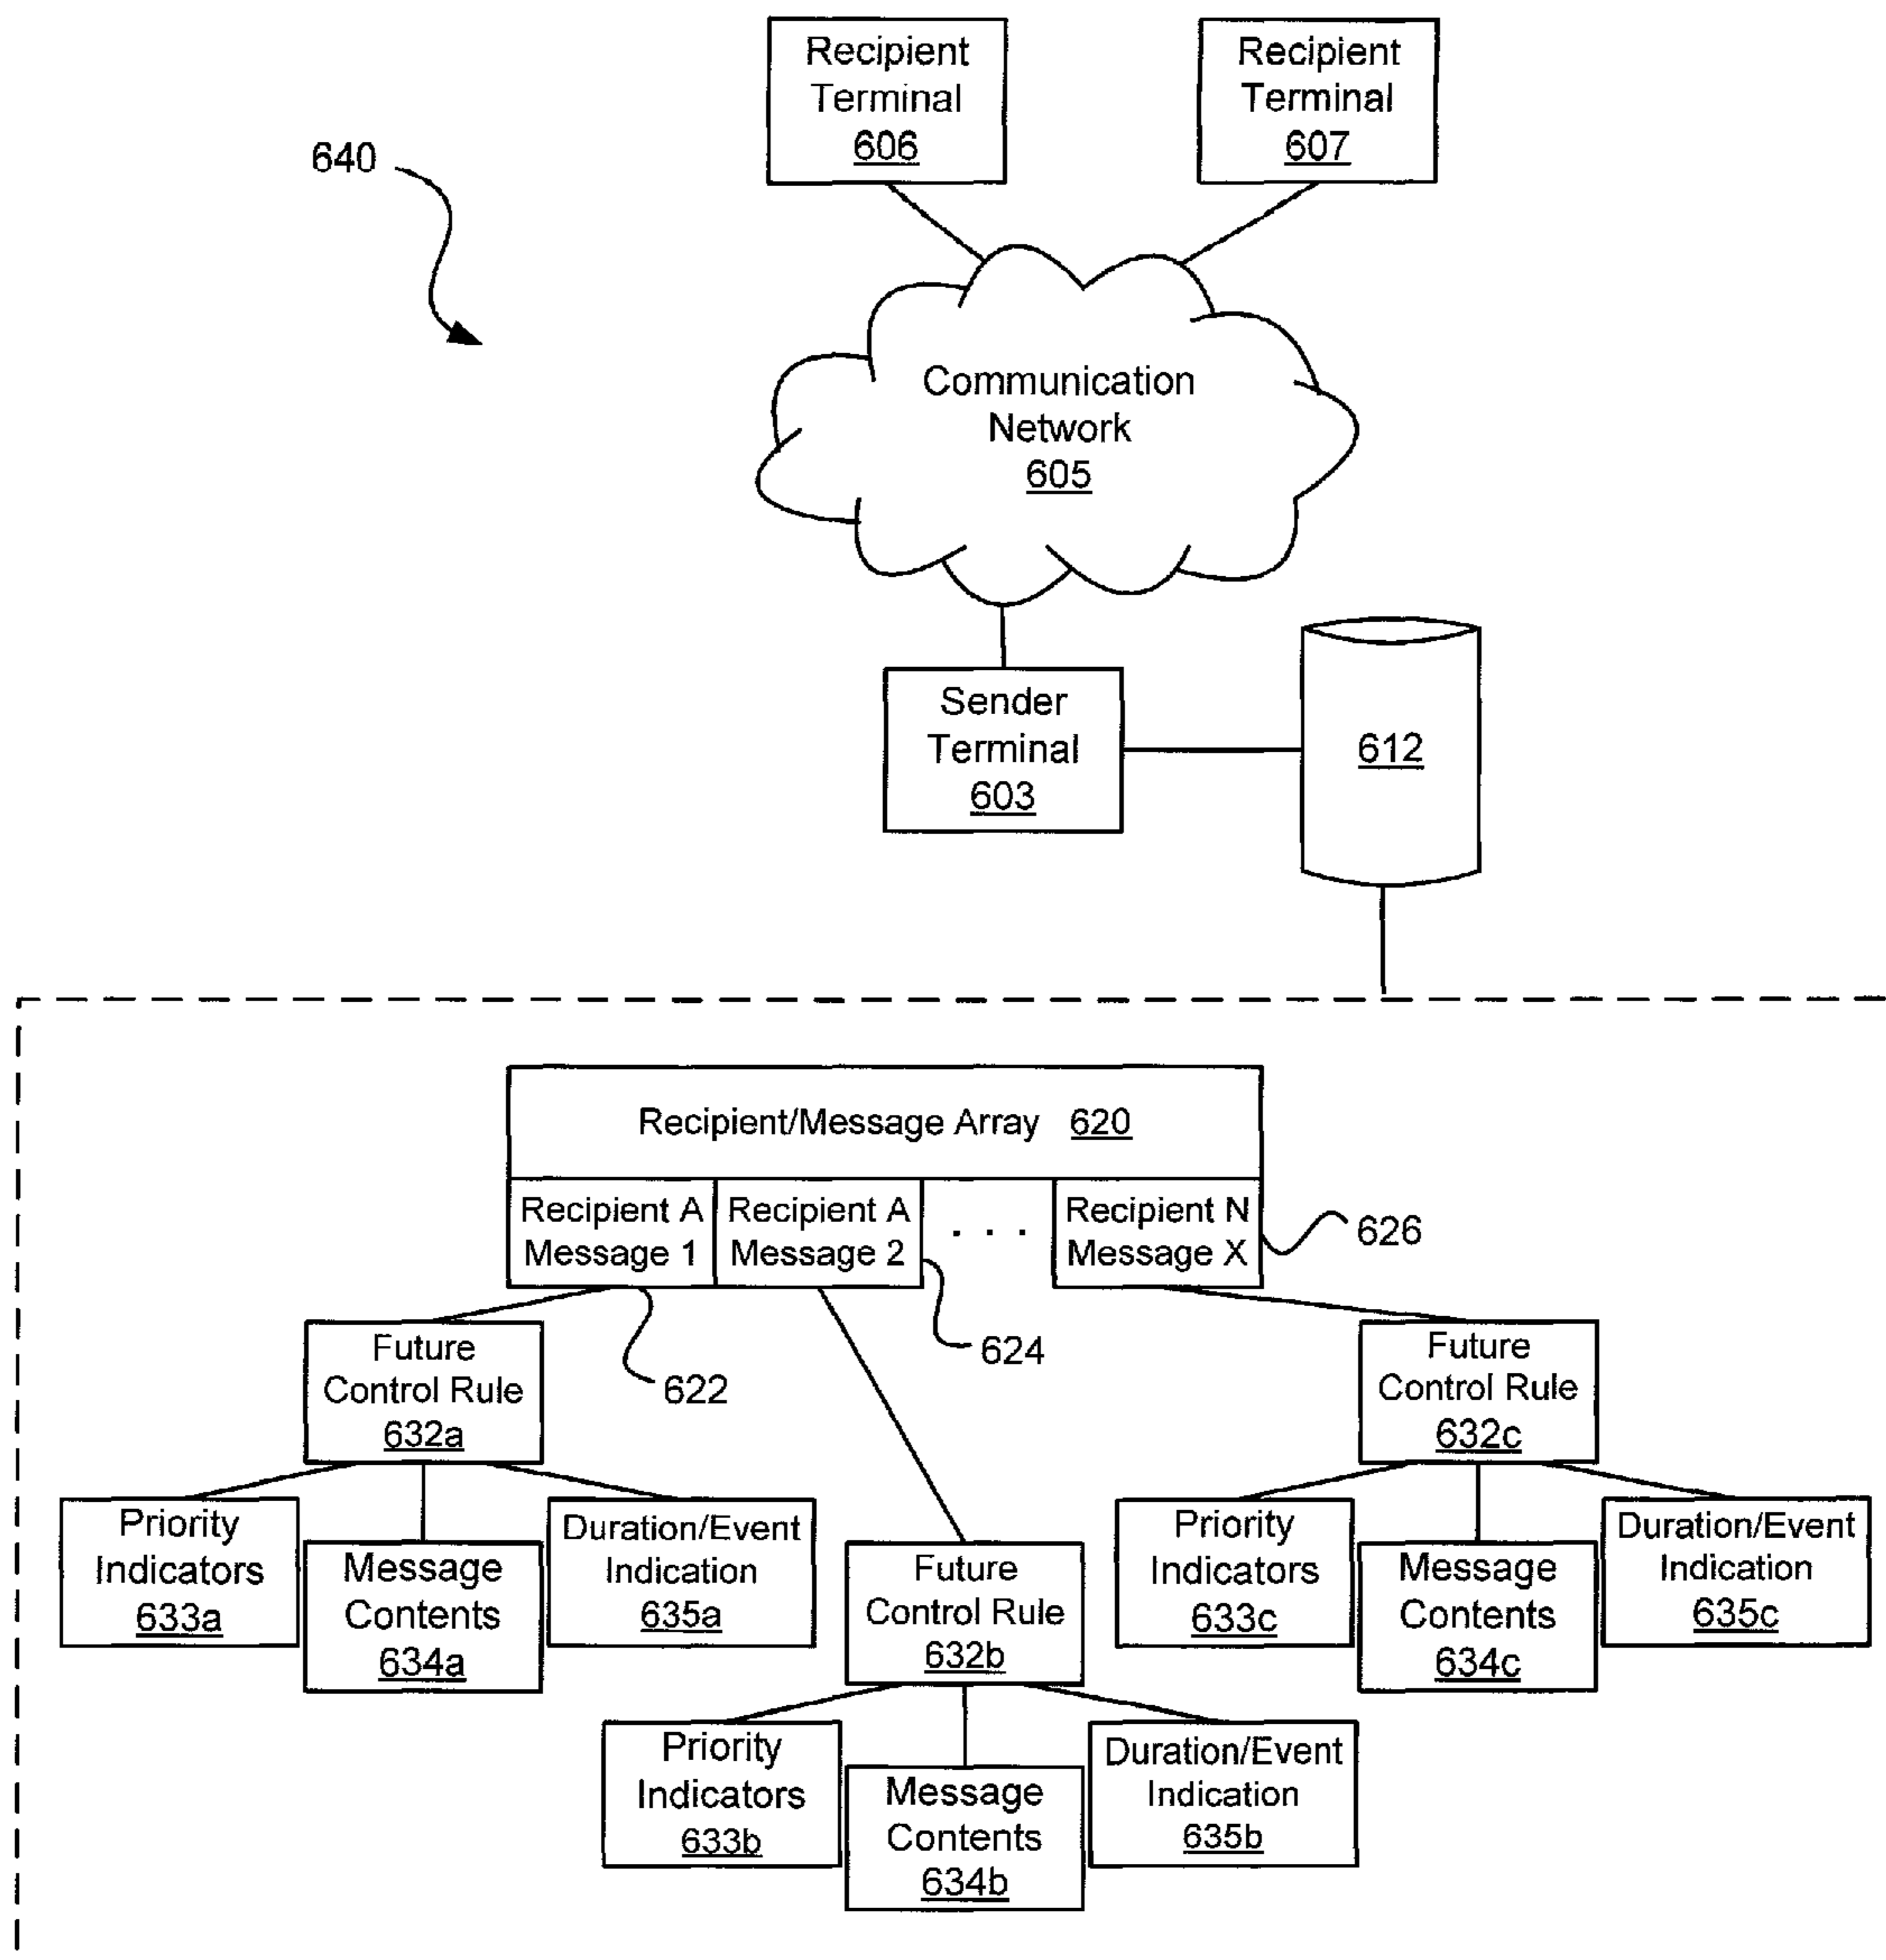 Recipient
Terminal
606
Recipient
Terminal
607
640
Communication
Network
605
Sender
Terminal
603
612
Recipient/Message Array 620
Recipient A
Message 1
Recipient A
Message 2
. . .
Recipient N
Message X
626
624
622
Future
Control Rule
632a
Future
Control Rule
632c
Priority
Indicators
633a
Message
Contents
634a
Duration/Event
Indication
635a
Future
Control Rule
632b
Priority
Indicators
633c
Message
Contents
634c
Duration/Event
Indication
635c
Priority
Indicators
633b
Message
Contents
634b
Duration/Event
Indication
635b